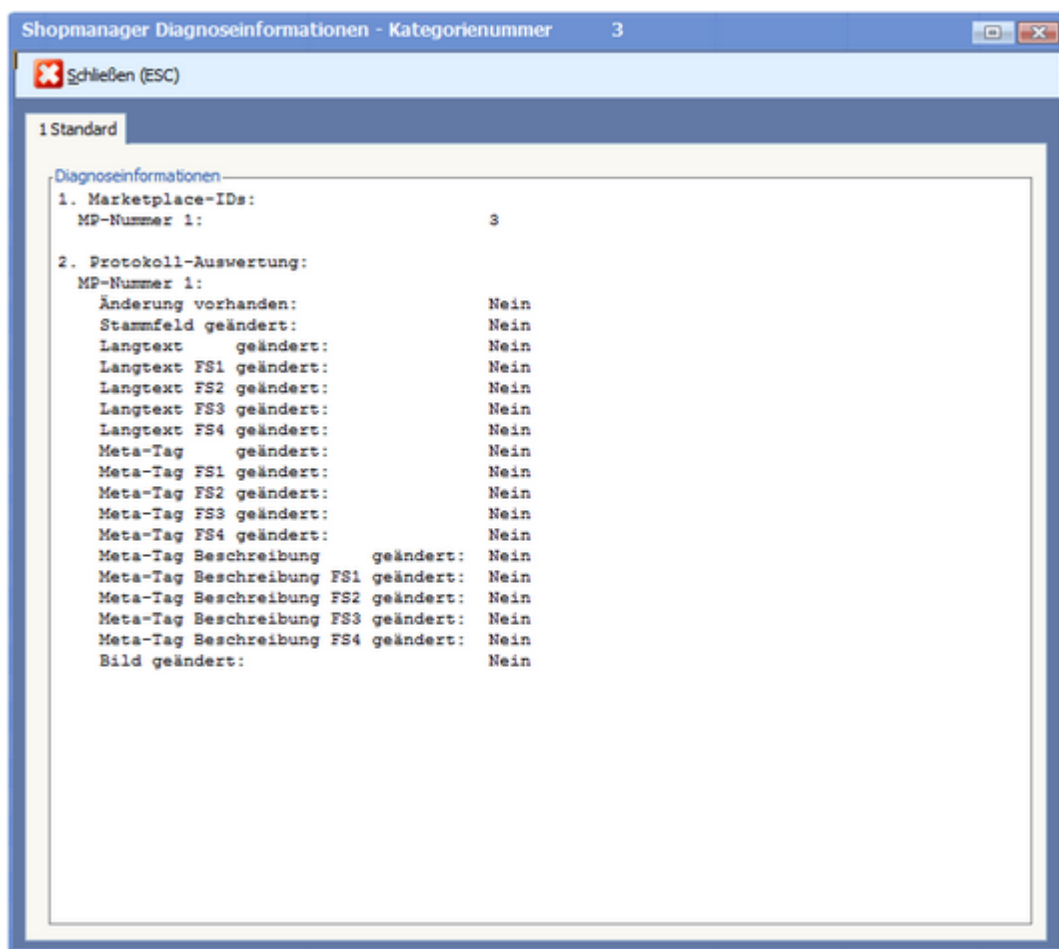 Shopmanager Diagnoseinformationen - Kategorienummer 3
Schließen (ESC)
1 Standard
Diagnoseinformationen
1. Marketplace-IDs:
MP-Nummer 1: 3
2. Protokoll-Auswertung:
MP-Nummer 1:
Änderung vorhanden: Nein
Stammfeld geändert: Nein
Langtext geändert: Nein
Langtext FS1 geändert: Nein
Langtext FS2 geändert: Nein
Langtext FS3 geändert: Nein
Langtext FS4 geändert: Nein
Meta-Tag geändert: Nein
Meta-Tag FS1 geändert: Nein
Meta-Tag FS2 geändert: Nein
Meta-Tag FS3 geändert: Nein
Meta-Tag FS4 geändert: Nein
Meta-Tag Beschreibung geändert: Nein
Meta-Tag Beschreibung FS1 geändert: Nein
Meta-Tag Beschreibung FS2 geändert: Nein
Meta-Tag Beschreibung FS3 geändert: Nein
Meta-Tag Beschreibung FS4 geändert: Nein
Bild geändert: Nein